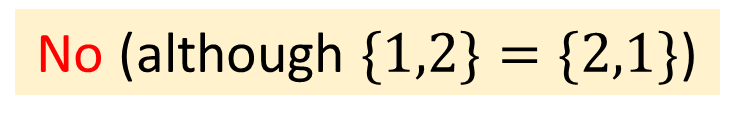 No (although {1,2} = {2,1})